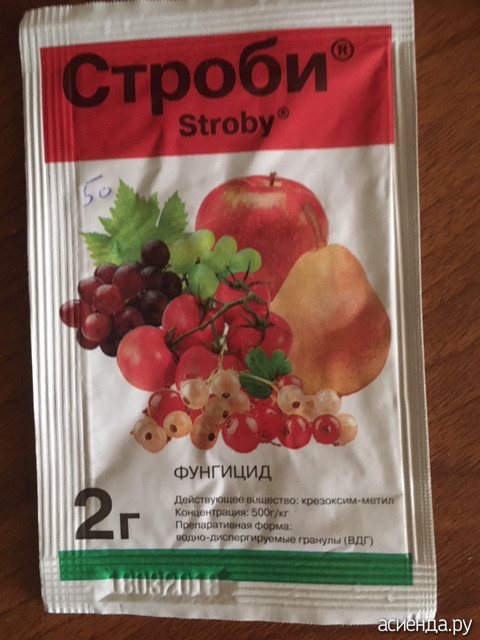 Строби®
Stroby®
50
ФУНГИЦИД
2г
Действующее вещество: крезоксим-метил
Концентрация: 500г/кг
Препаративная форма:
водно-диспергируемые гранулы (ВДГ)
асиенда.ру